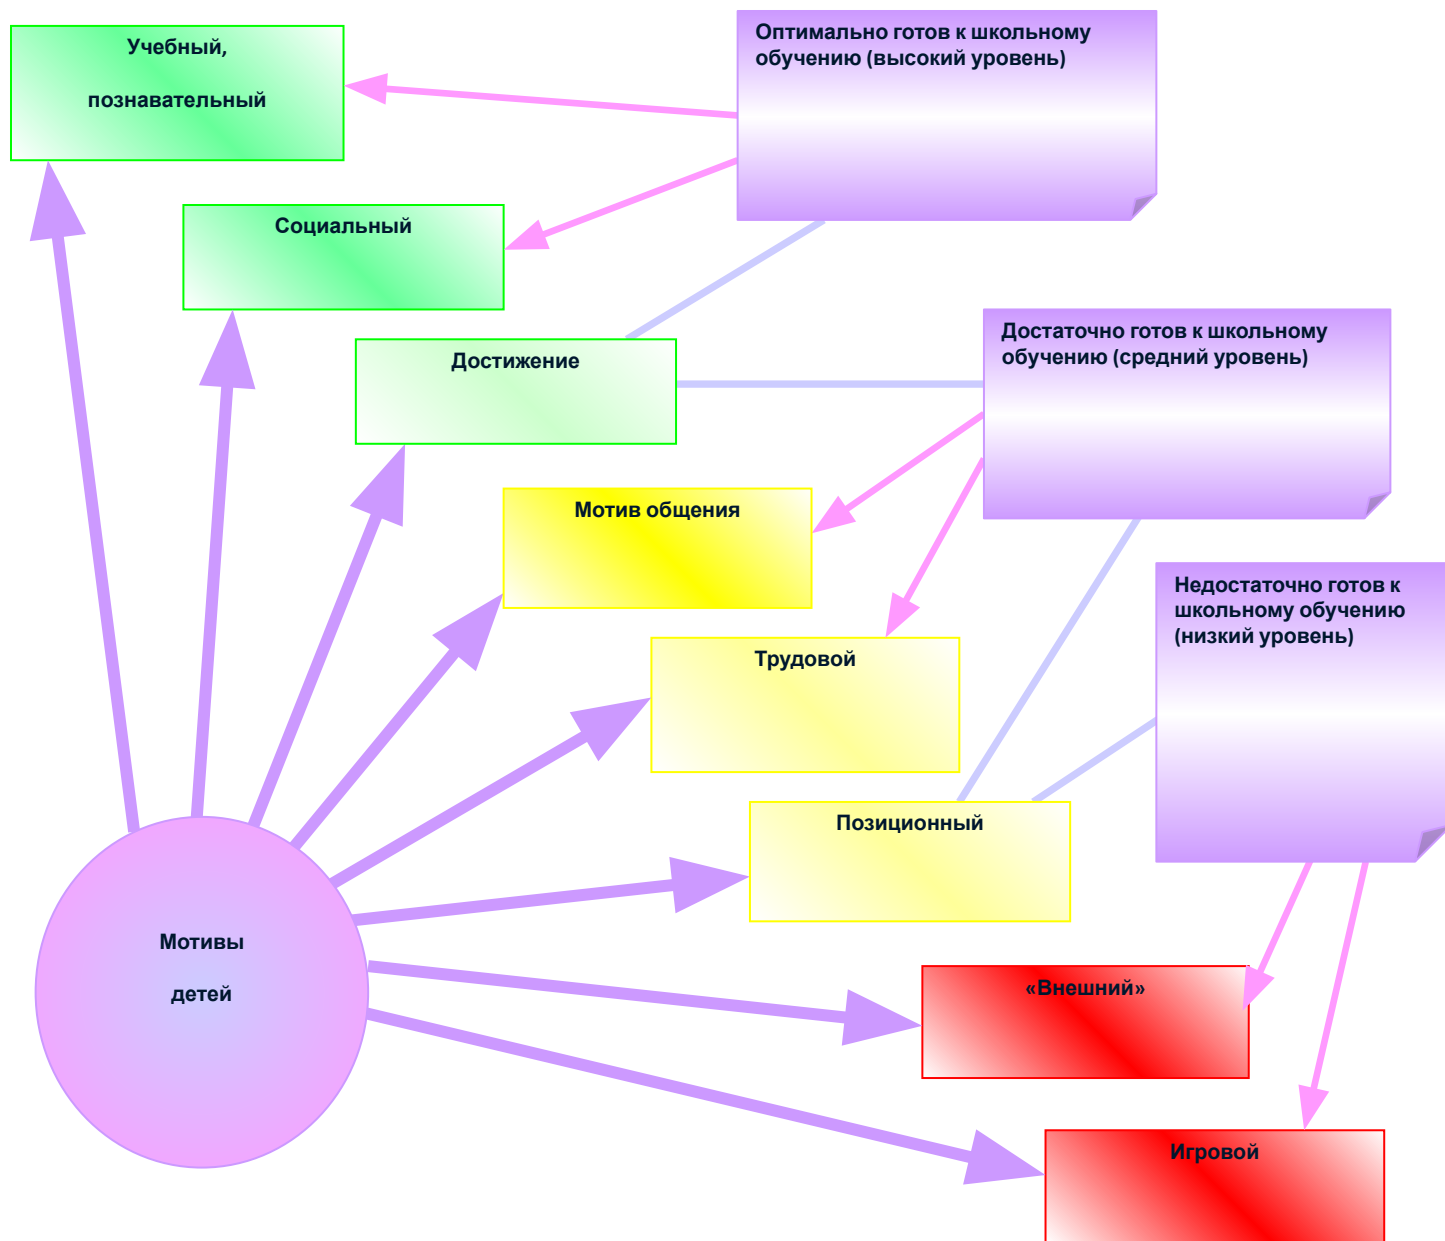 Учебный,
познавательный
Оптимально готов к школьному
обучению (высокий уровень)
Социальный
Достижение
Достаточно готов к школьному
обучению (средний уровень)
Мотив общения
Недостаточно готов к
школьному обучению
(низкий уровень)
Трудовой
Позиционный
Мотивы
детей
«Внешний»
Игровой